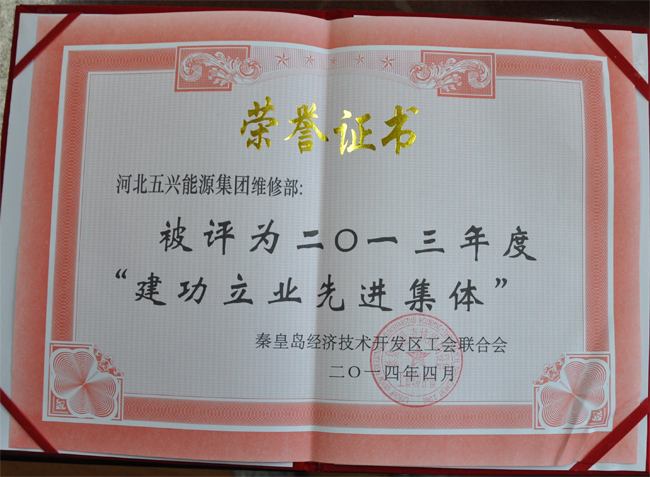 荣誉证书
河北五兴能源集团维修部:
被评为二〇一三年度
“建功立业先进集体”
秦皇岛经济技术开发区工会联合会
二〇一四年四月